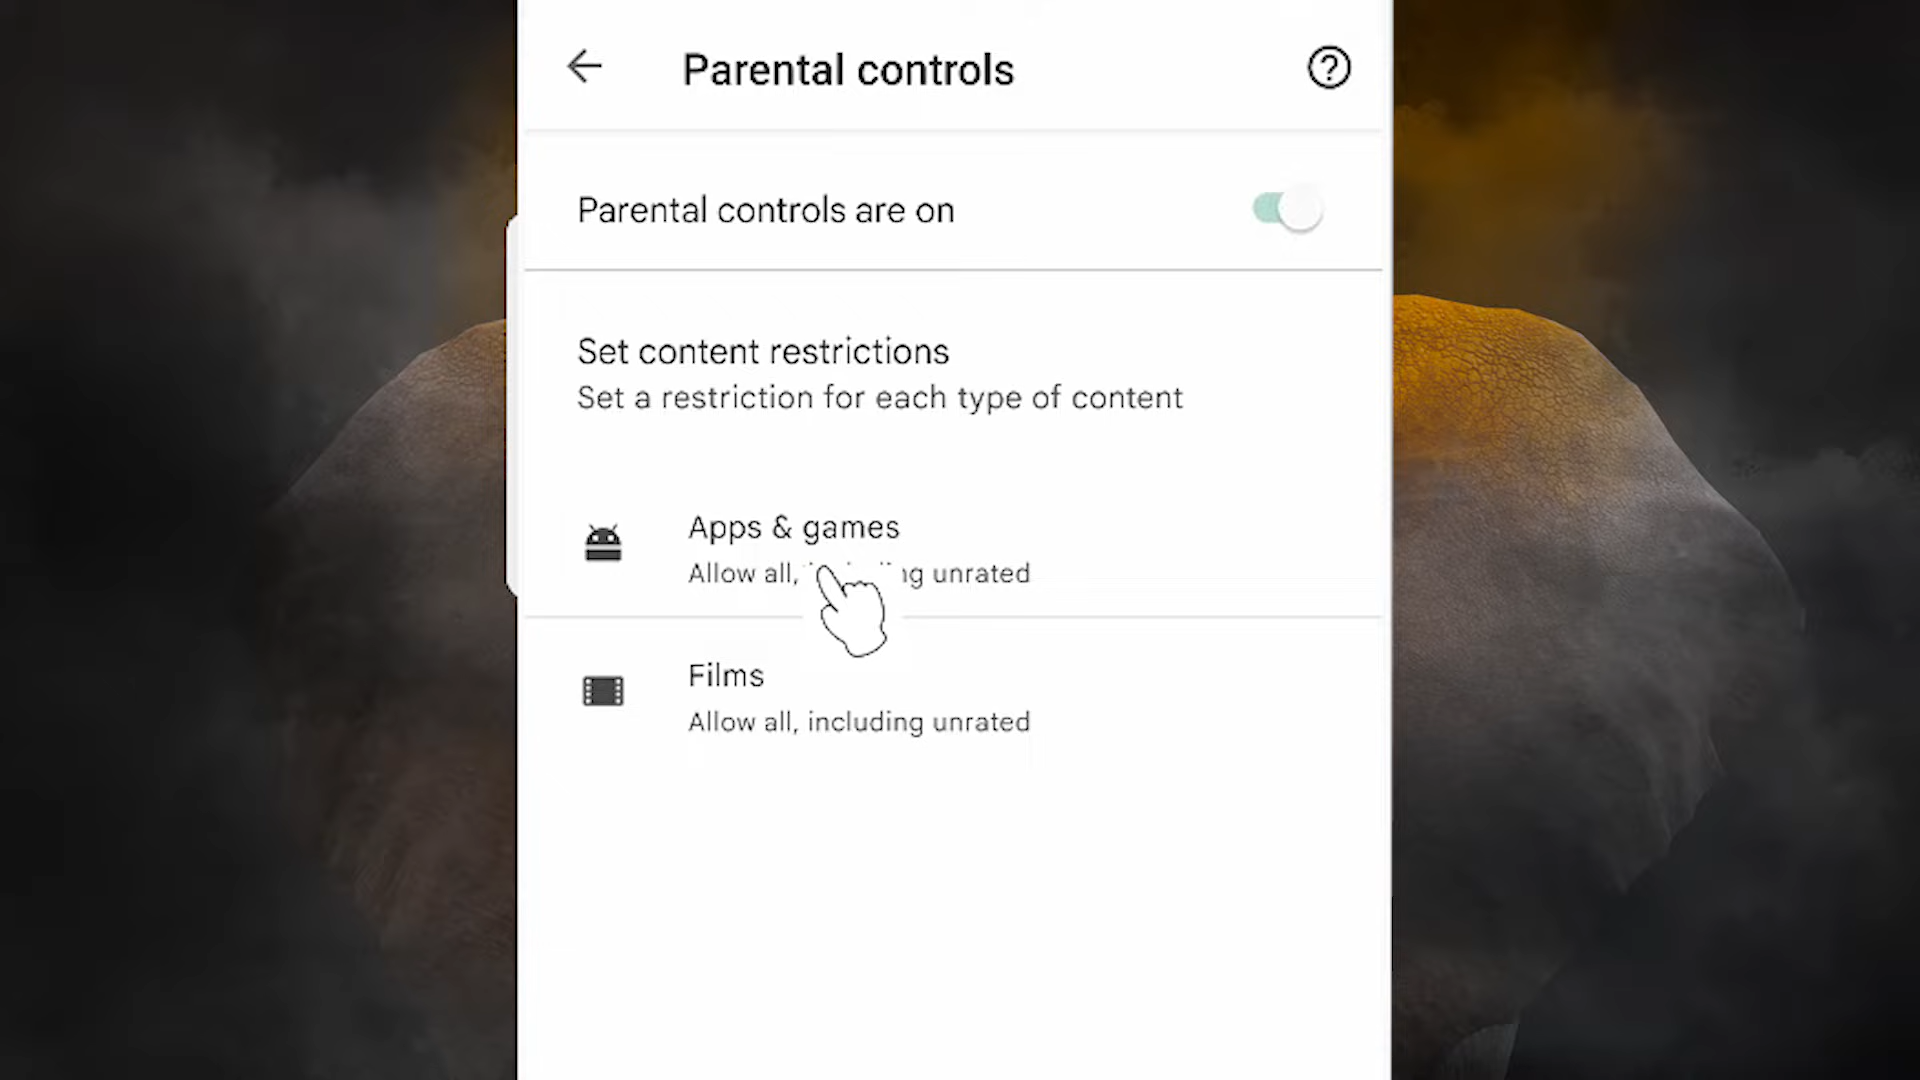 Parental controls
Parental controls are on
Set content restrictions
Set a restriction for each type of content
Apps & games
Allow all, unrated
Films
Allow all, including unrated